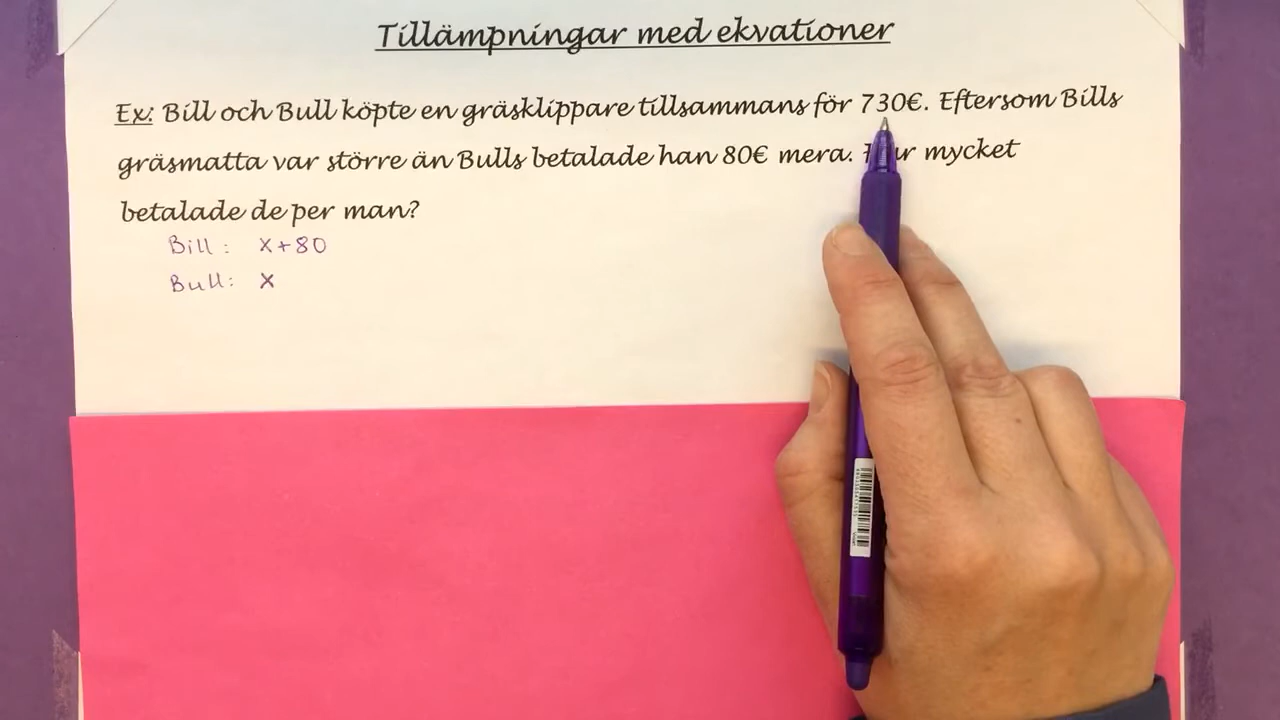 Tillämpningar med ekvationer
Ex: Bill och Bull köpte en gräsklippare tillsammans för 730€. Eftersom Bills
gräsmatta var större än Bulls betalade han 80€ mera. mycket
betalade de per man?
Bill: x+80
Bull: x